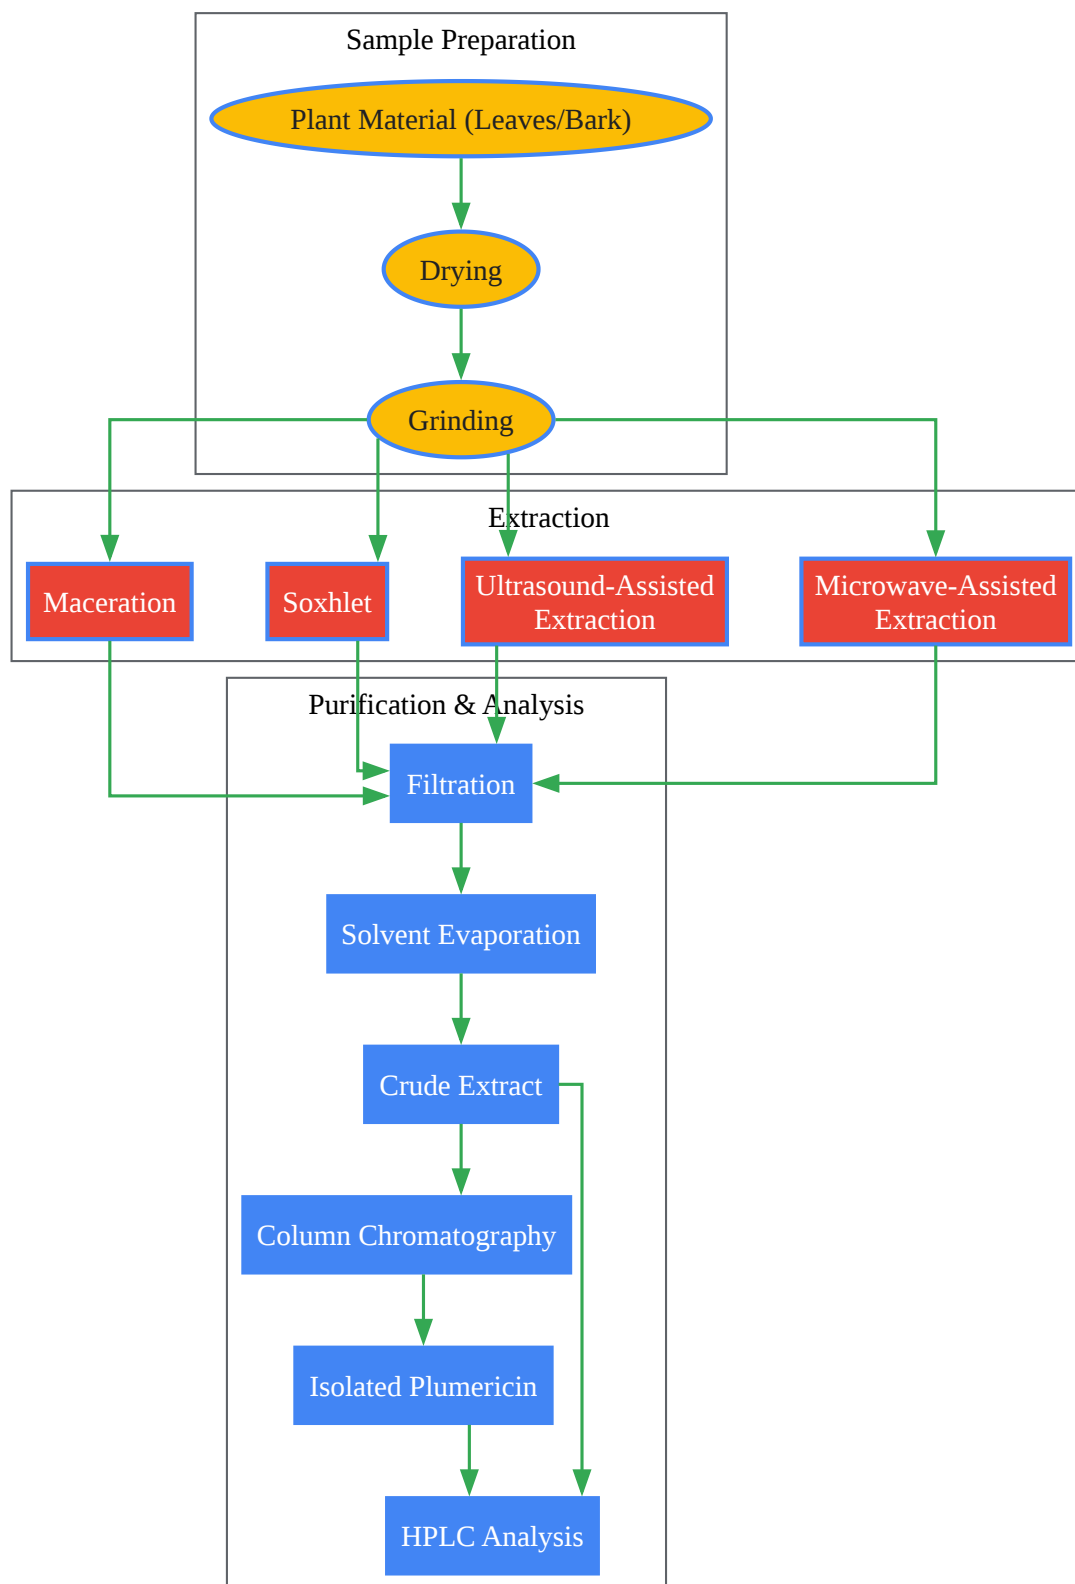 Sample Preparation
Plant Material (Leaves/Bark)
Drying
Grinding
Extraction
Maceration
Soxhlet
Ultrasound-Assisted
Extraction
Microwave-Assisted
Extraction
Purification & Analysis
Filtration
Solvent Evaporation
Crude Extract
Column Chromatography
Isolated Plumericin
HPLC Analysis